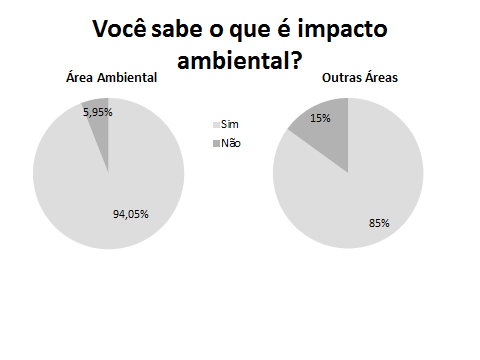 Você sabe o que é impacto
ambiental?
Área Ambiental
5,95%
94,05%
Sim
Não
Outras Áreas
15%
85%